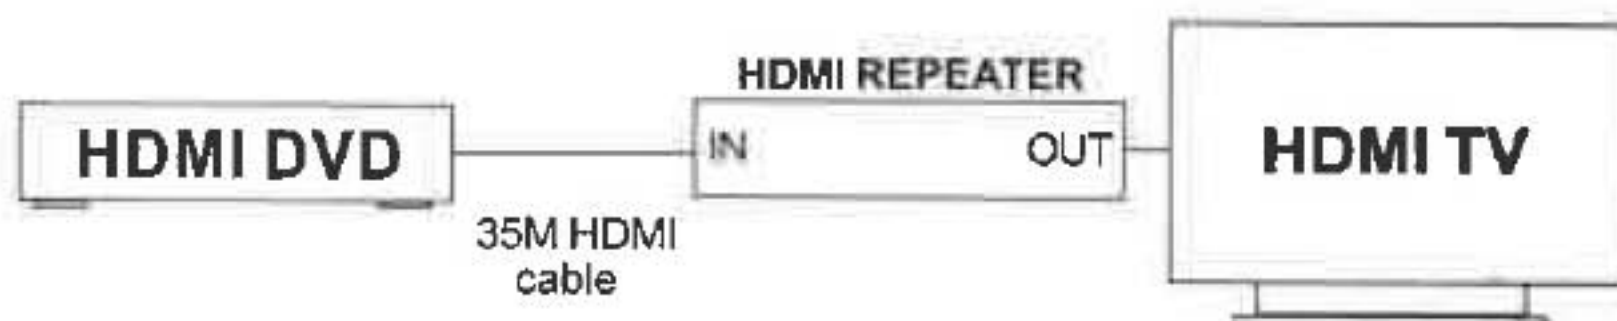 HDMI REPEATER
HDMI DVD
IN
OUT
HDMI TV
35M HDMI
cable